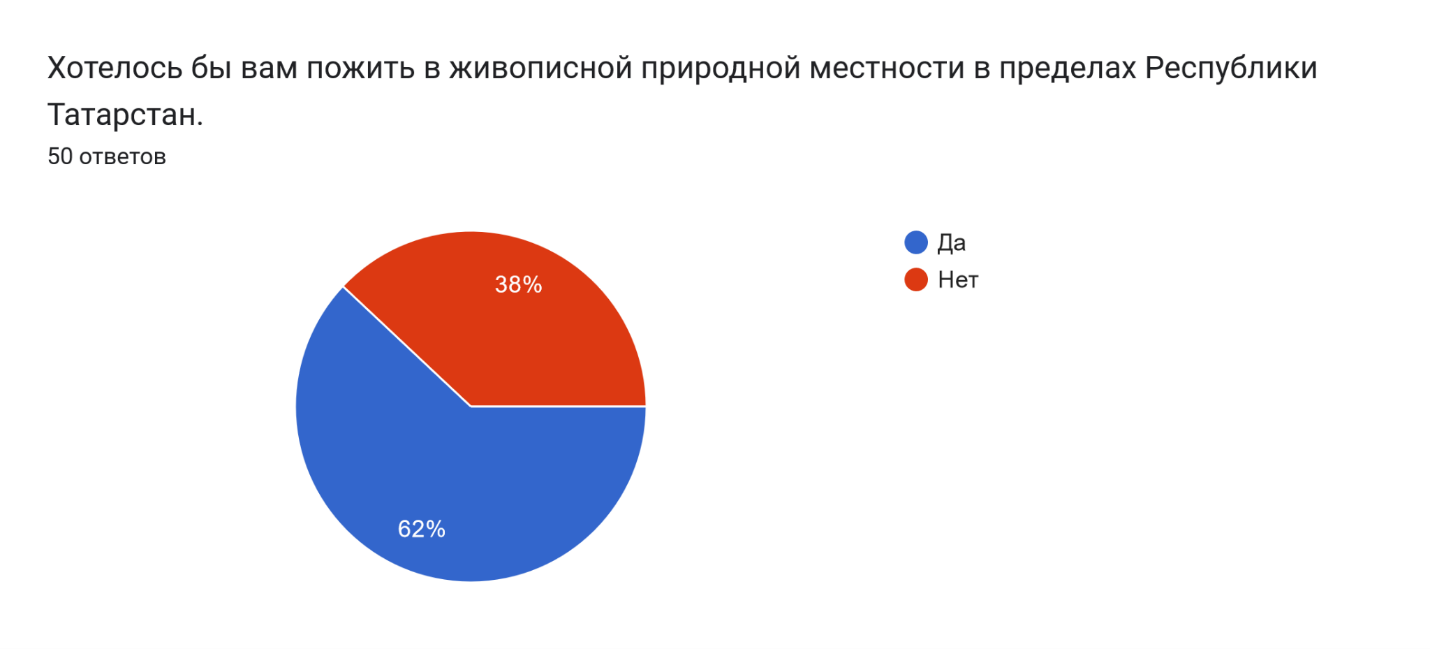 Хотелось бы вам пожить в живописной природной местности в пределах Республики
Татарстан.
50 ответов
Да
Нет
38%
62%